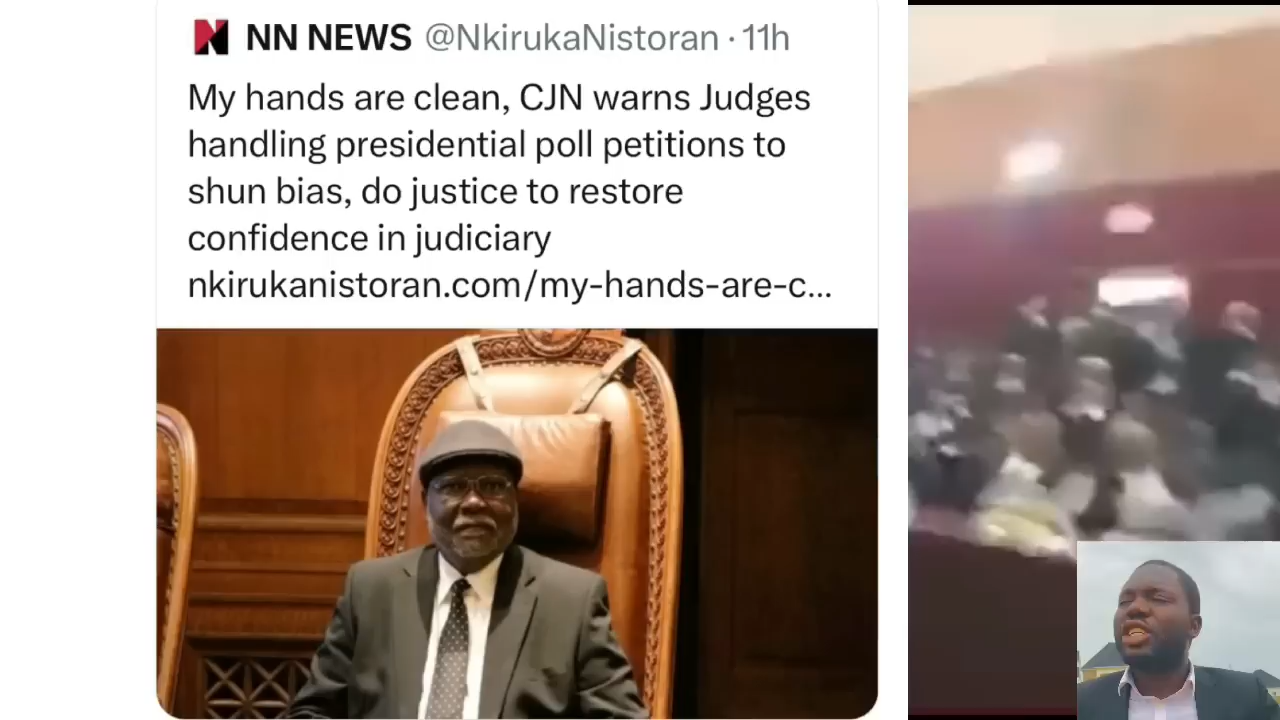 NN NEWS @NkirukaNistoran · 11h
My hands are clean, CJN warns Judges
handling presidential poll petitions to
shun bias, do justice to restore
confidence in judiciary
nkirukanistoran.com/my-hands-are-c...